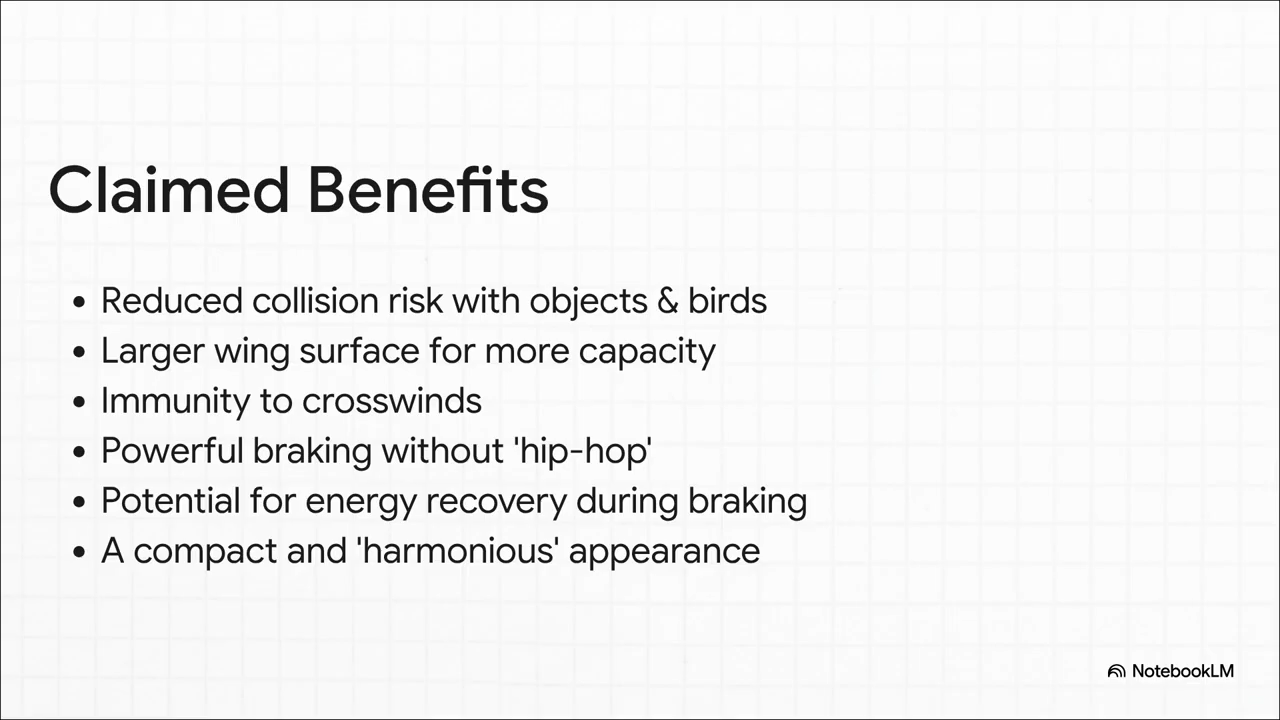 Claimed Benefits
• Reduced collision risk with objects & birds
• Larger wing surface for more capacity
• Immunity to crosswinds
• Powerful braking without 'hip-hop'
• Potential for energy recovery during braking
• A compact and 'harmonious' appearance
NotebookLM